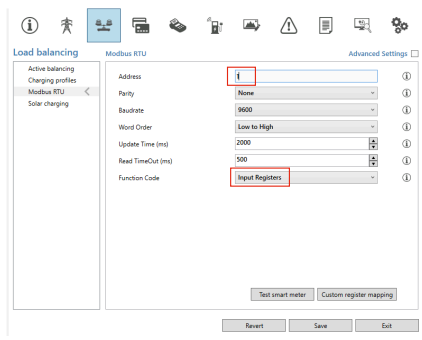 Load balancing
Modbus RTU
Advanced Settings
Active balancing
Charging profiles
Modbus RTU
Solar charging
Address
1
Parity
None
Baudrate
9600
Word Order
Low to High
Update Time (ms)
2000
Read TimeOut (ms)
500
Function Code
Input Registers
Test smart meter
Custom register mapping
Revert
Save
Exit